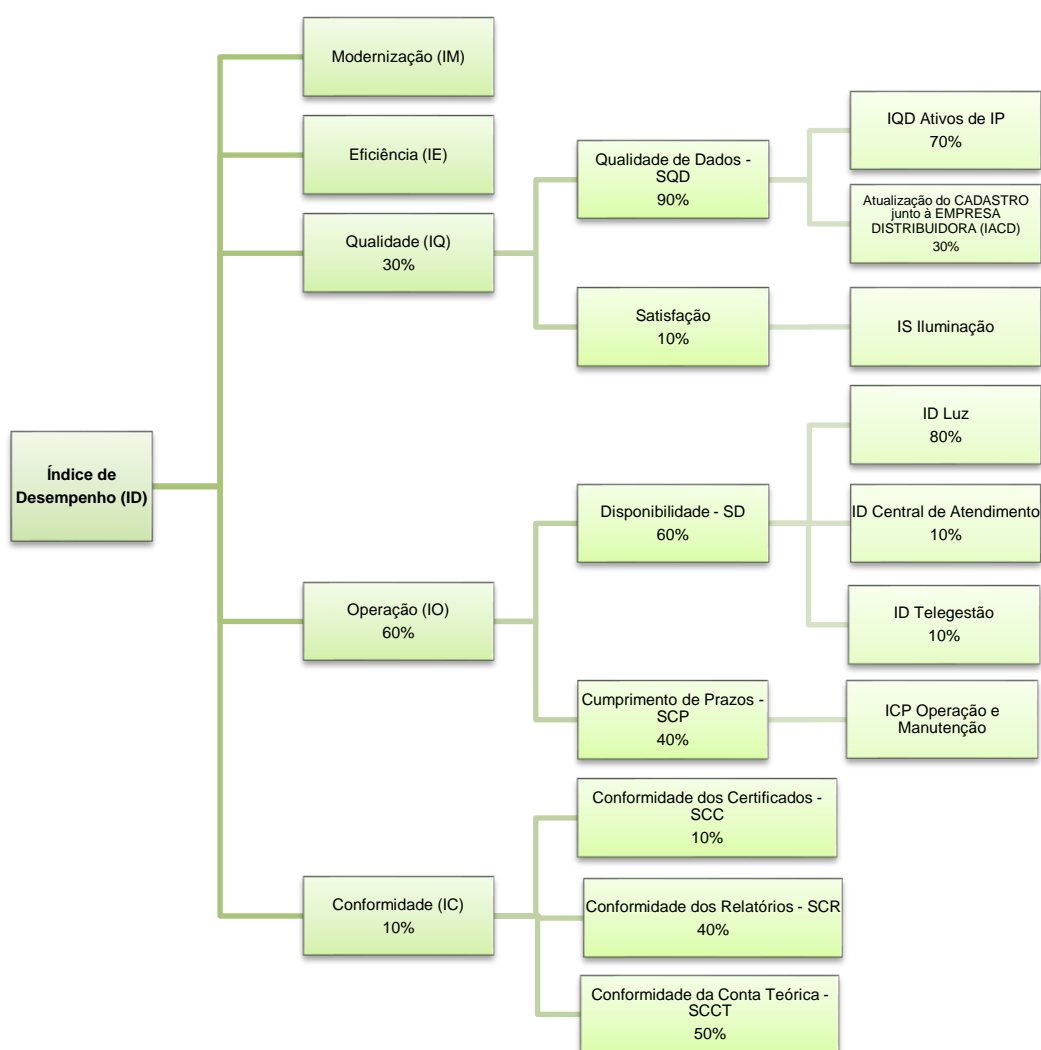 Modernização (IM)
Eficiência (IE)
Qualidade (IQ)
30%
Qualidade de Dados -
SQD
90%
IQD Ativos de IP
70%
Atualização do CADASTRO
junto à EMPRESA
DISTRIBUIDORA (IACD)
30%
Satisfação
10%
IS Iluminação
Índice de
Desempenho (ID)
Operação (IO)
60%
Disponibilidade - SD
60%
ID Luz
80%
ID Central de Atendimento
10%
ID Telegestão
10%
Cumprimento de Prazos -
SCP
40%
ICP Operação e
Manutenção
Conformidade (IC)
10%
Conformidade dos Certificados -
SCC
10%
Conformidade dos Relatórios - SCR
40%
Conformidade da Conta Teórica -
SCCT
50%